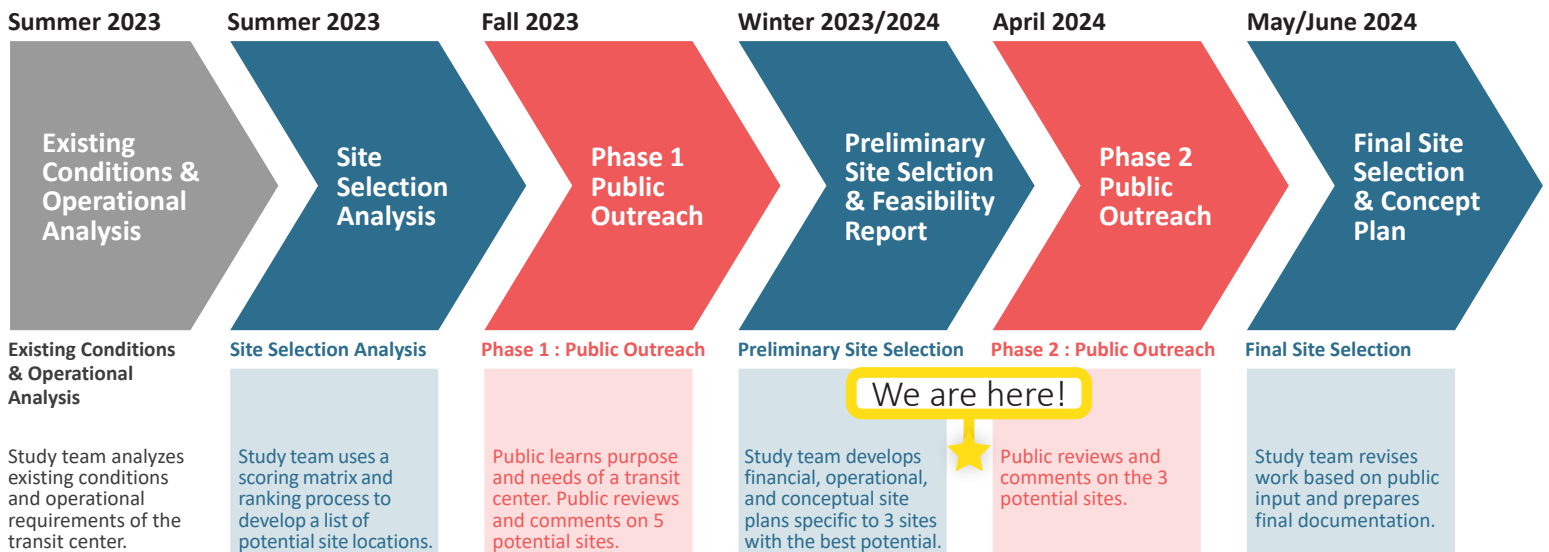 Summer 2023
Summer 2023
Fall 2023
Winter 2023/2024
April 2024
May/June 2024
Existing
Conditions &
Operational
Analysis
Site
Selection
Analysis
Phase 1
Public
Outreach
Preliminary
Site Selction
& Feasibility
Report
Phase 2
Public
Outreach
Final Site
Selection
& Concept
Plan
Existing Conditions
& Operational
Analysis
Study team analyzes
existing conditions
and operational
requirements of the
transit center.
Site Selection Analysis
Study team uses a
scoring matrix and
ranking process to
develop a list of
potential site locations.
Phase 1 : Public Outreach
Public learns purpose
and needs of a transit
center. Public reviews
and comments on 5
potential sites.
Preliminary Site Selection
We are here!
Study team develops
financial, operational,
and conceptual site
plans specific to 3 sites
with the best potential.
Phase 2 : Public Outreach
Public reviews and
comments on the 3
potential sites.
Final Site Selection
Study team revises
work based on public
input and prepares
final documentation.